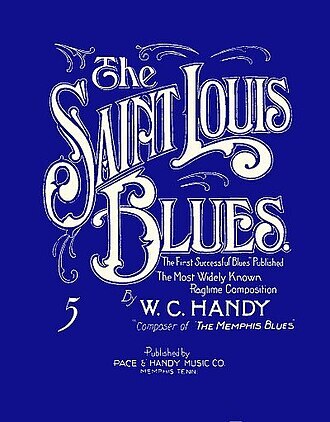 The
SAINT LOUIS
BLUES.
"The First Successful "Blues" Published
The Most Widely Known
Ragtime Composition
5
By W. C. HANDY
"Composer of "THE MEMPHIS BLUES"
Published by
PACE & HANDY MUSIC CO.
MEMPHIS TENN.